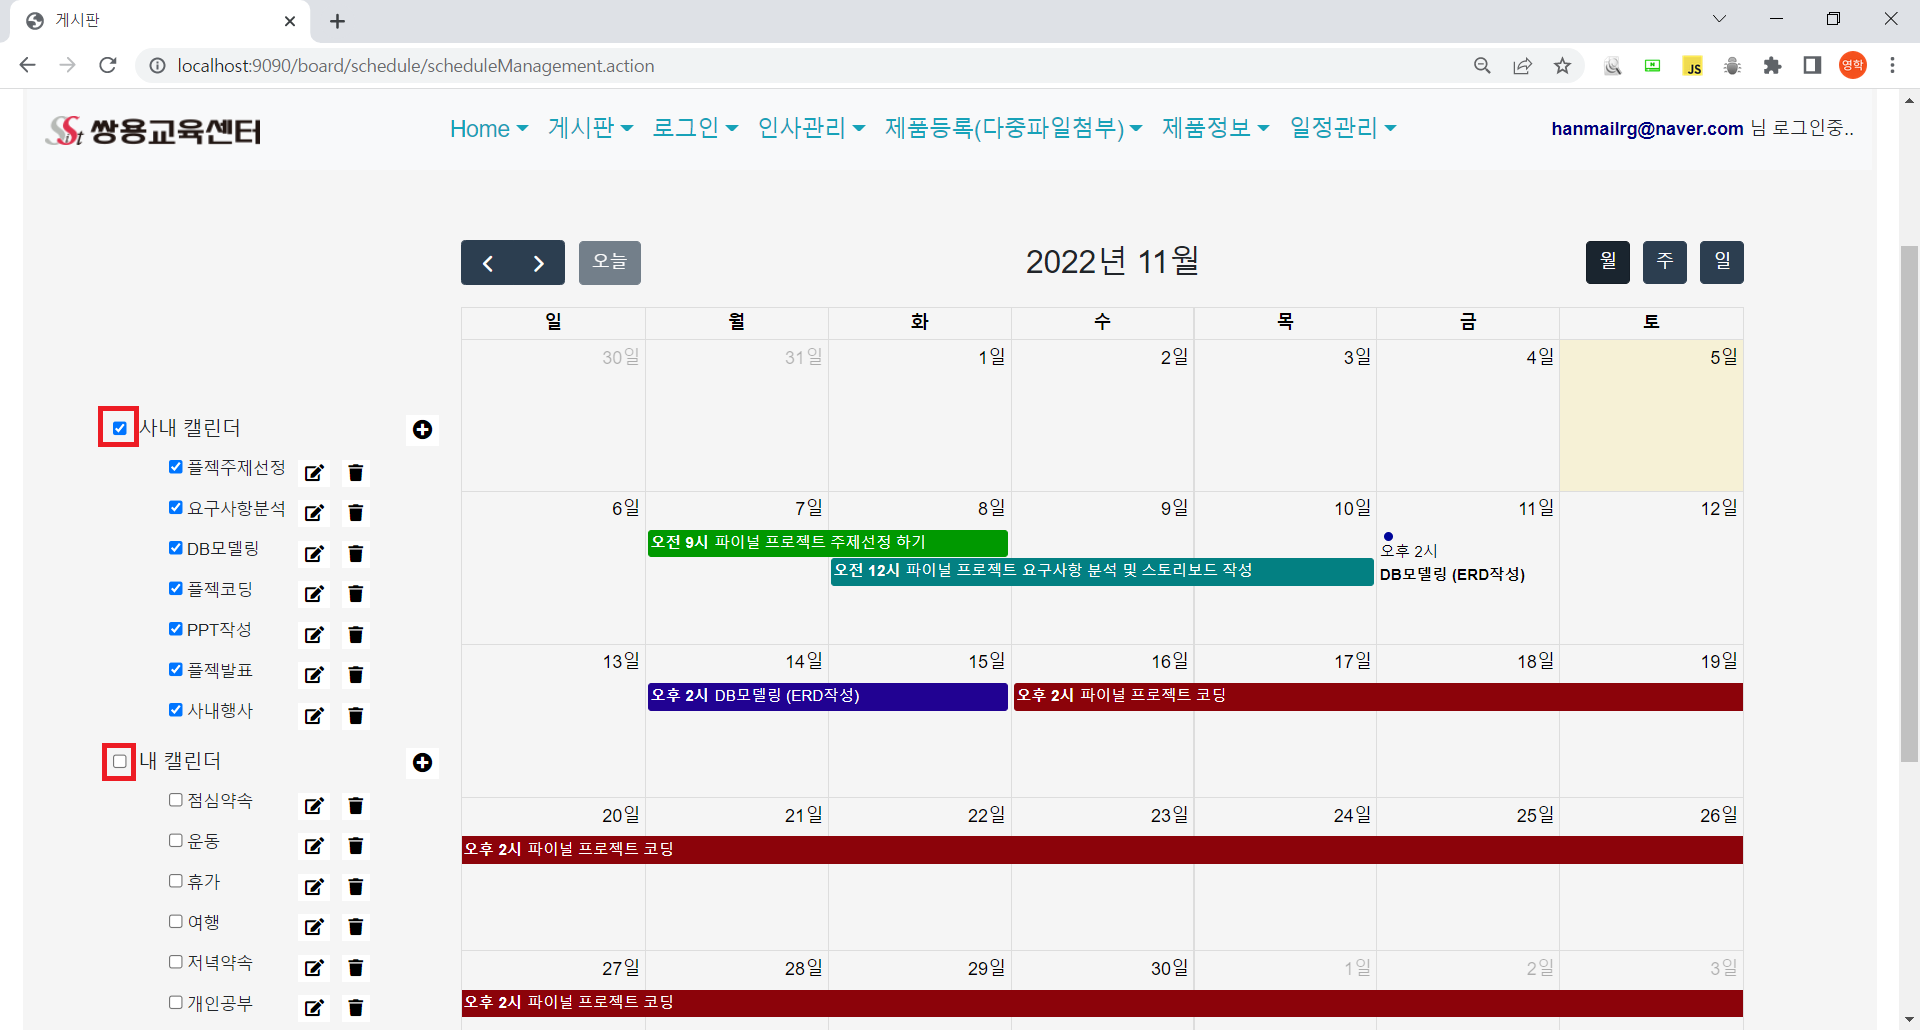 게시판
localhost:9090/board/schedule/scheduleManagement.action
JS
영학
SSist 쌍용교육센터
Home 게시판 로그인 인사관리 제품등록(다중파일첨부) 제품정보 일정관리
hanmailrg@naver.com 님 로그인중..
오늘
2022년 11월
월 주 일
일 월 화 수 목 금 토
30일 31일 1일 2일 3일 4일 5일
사내 캘린더
플젝주제선정
요구사항분석
DB모델링
플젝코딩
PPT작성
플젝발표
사내행사
내 캘린더
점심약속
운동
휴가
여행
저녁약속
개인공부
6일 7일 8일 9일 10일 11일 12일
오전 9시 파이널 프로젝트 주제선정 하기
오전 12시 파이널 프로젝트 요구사항 분석 및 스토리보드 작성
오후 2시
DB모델링 (ERD작성)
13일 14일 15일 16일 17일 18일 19일
오후 2시 DB모델링 (ERD작성)
오후 2시 파이널 프로젝트 코딩
20일 21일 22일 23일 24일 25일 26일
오후 2시 파이널 프로젝트 코딩
27일 28일 29일 30일 1일 2일 3일
오후 2시 파이널 프로젝트 코딩